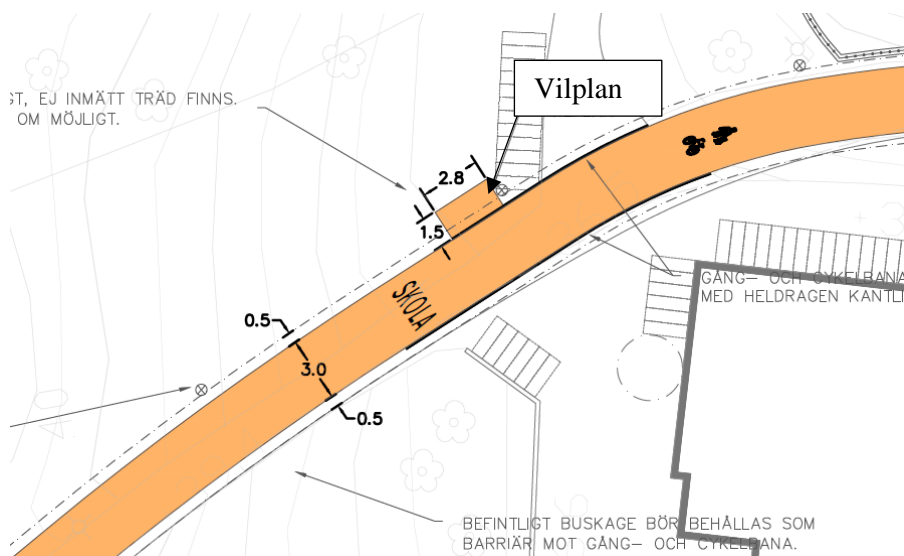 GT, EJ INMÄTT TRÄD FINNS.
OM MÖJLIGT.
Vilplan
2.8
1.5
SKOLA
0.5
3.0
0.5
GÅNG- OCH CYKELBANA
MED HELDRAGEN KANTLI
BEFINTLIGT BUSKAGE BÖR BEHÅLLAS SOM
BARRIÄR MOT GÅNG- OCH CYKELBANA.